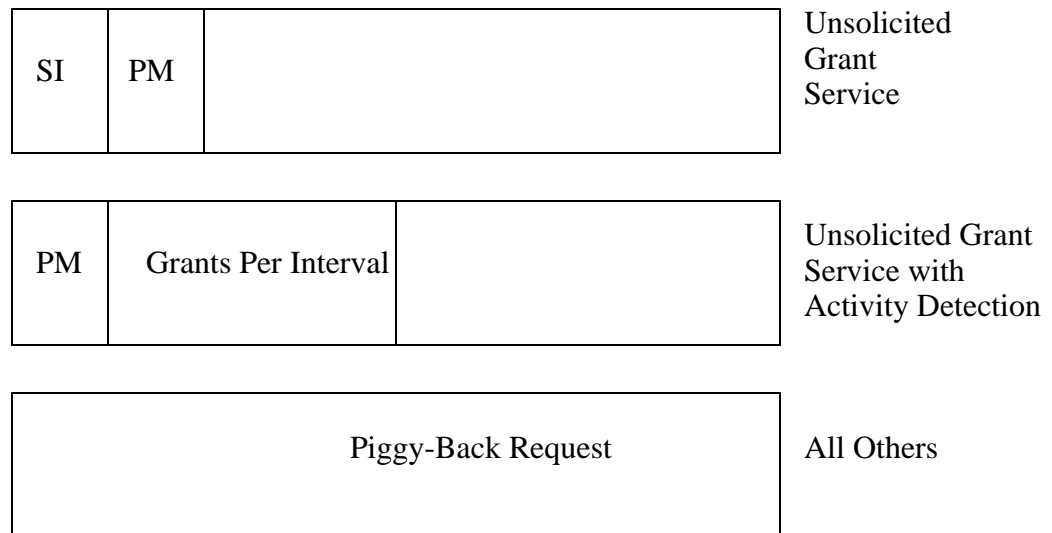 SI
PM
Unsolicited
Grant
Service
PM
Grants Per Interval
Unsolicited Grant
Service with
Activity Detection
Piggy-Back Request
All Others